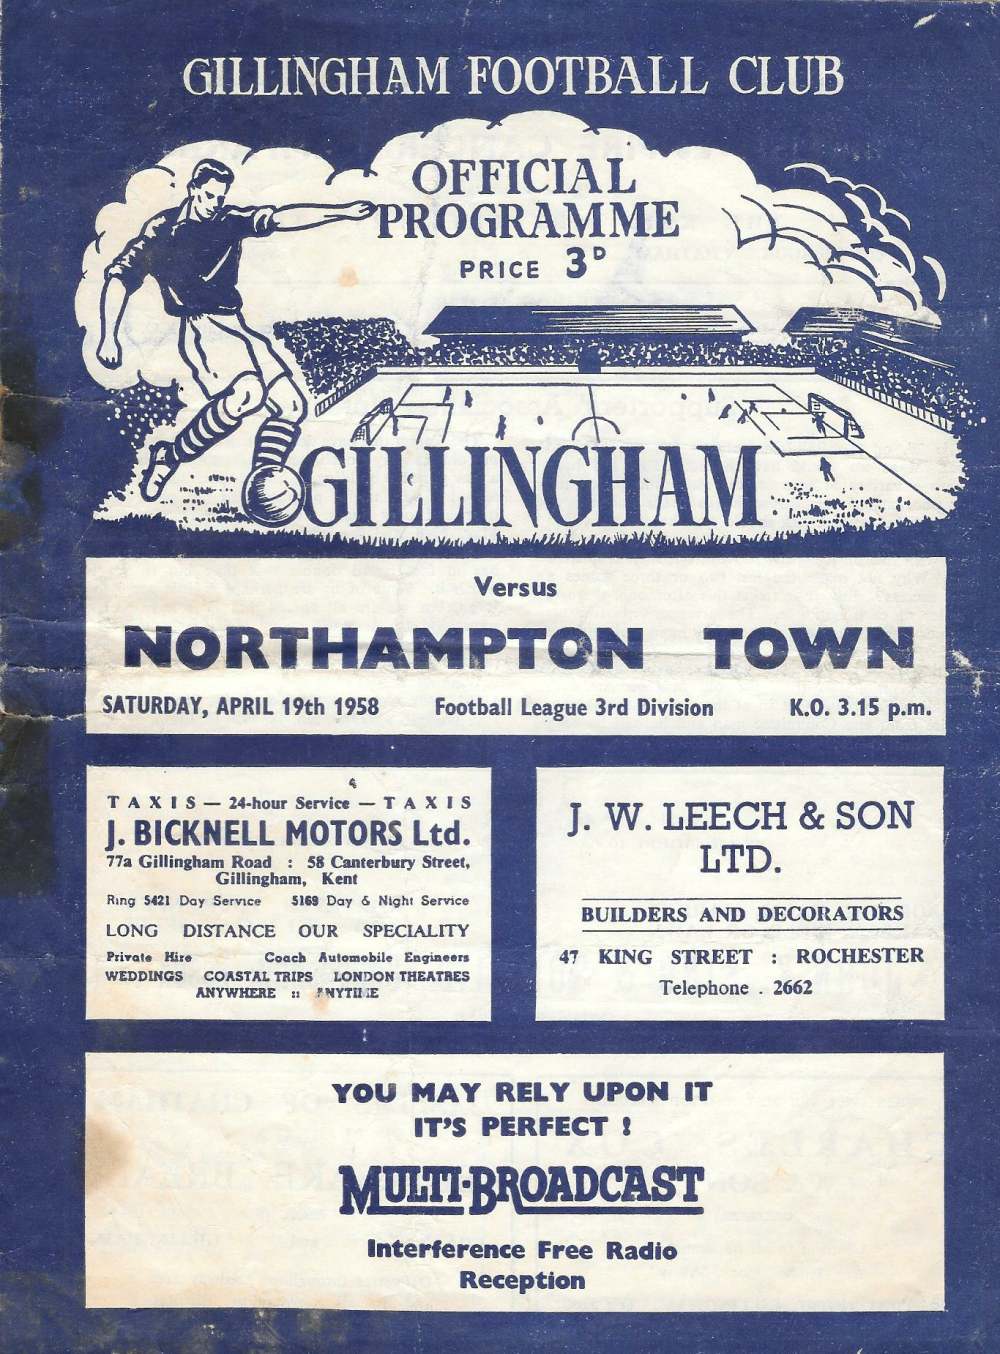 GILLINGHAM FOOTBALL CLUB
OFFICIAL
PROGRAMME
PRICE 3D
GILLINGHAM
Versus
NORTHAMPTON TOWN
SATURDAY, APRIL 19th 1958 Football League 3rd Division K.O. 3.15 p.m.
TAXIS — 24-hour Service — TAXIS
J. BICKNELL MOTORS Ltd.
77a Gillingham Road : 58 Canterbury Street,
Gillingham, Kent
Ring 5421 Day Service 5169 Day & Night Service
LONG DISTANCE OUR SPECIALITY
Private Hire Coach Automobile Engineers
WEDDINGS COASTAL TRIPS LONDON THEATRES
ANYWHERE :: ANYTIME
J. W. LEECH & SON
LTD.
BUILDERS AND DECORATORS
47 KING STREET : ROCHESTER
Telephone . 2662
YOU MAY RELY UPON IT
IT'S PERFECT !
MULTI-BROADCAST
Interference Free Radio
Reception